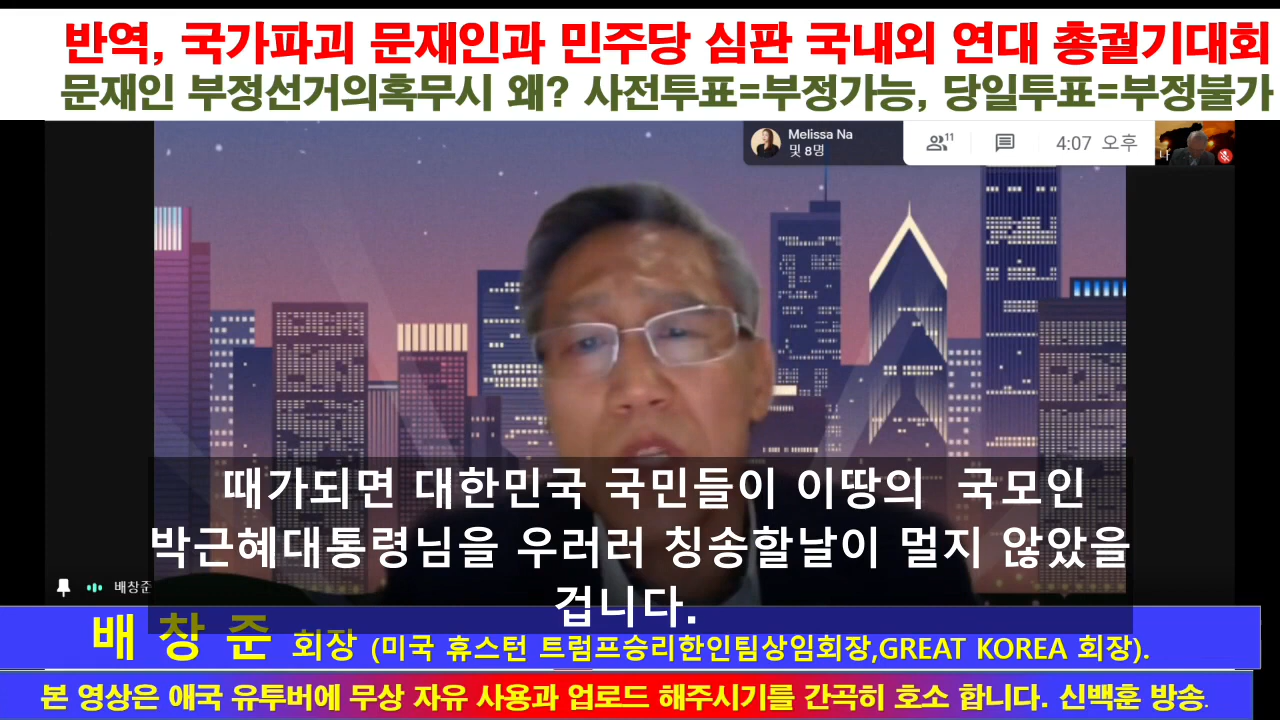 반역, 국가파괴 문재인과 민주당 심판 국내외 연대 총궐기대회
문재인 부정선거의혹무시 왜? 사전투표=부정가능, 당일투표=부정불가
Melissa Na
및 8명
11
4:07 오후
나
때가되면 대한민국 국민들이 이땅의 국모인
박근혜대통령님을 우러러 칭송할날이 멀지 않았을
겁니다.
배창준
배 창 준 회장 (미국 휴스턴 트럼프승리한인팀상임회장,GREAT KOREA 회장).
본 영상은 애국 유투버에 무상 자유 사용과 업로드 해주시기를 간곡히 호소 합니다. 신백훈 방송.